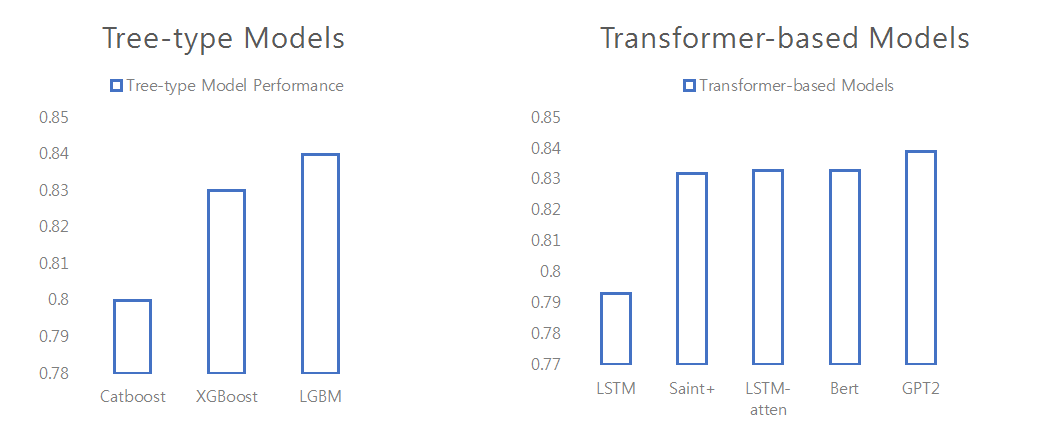 Tree-type Models
Tree-type Model Performance
0.85
0.84
0.83
0.82
0.81
0.8
0.79
0.78
Catboost XGBoost LGBM
Transformer-based Models
Transformer-based Models
0.85
0.84
0.83
0.82
0.81
0.8
0.79
0.78
0.77
LSTM Saint+ LSTM- Bert GPT2
atten